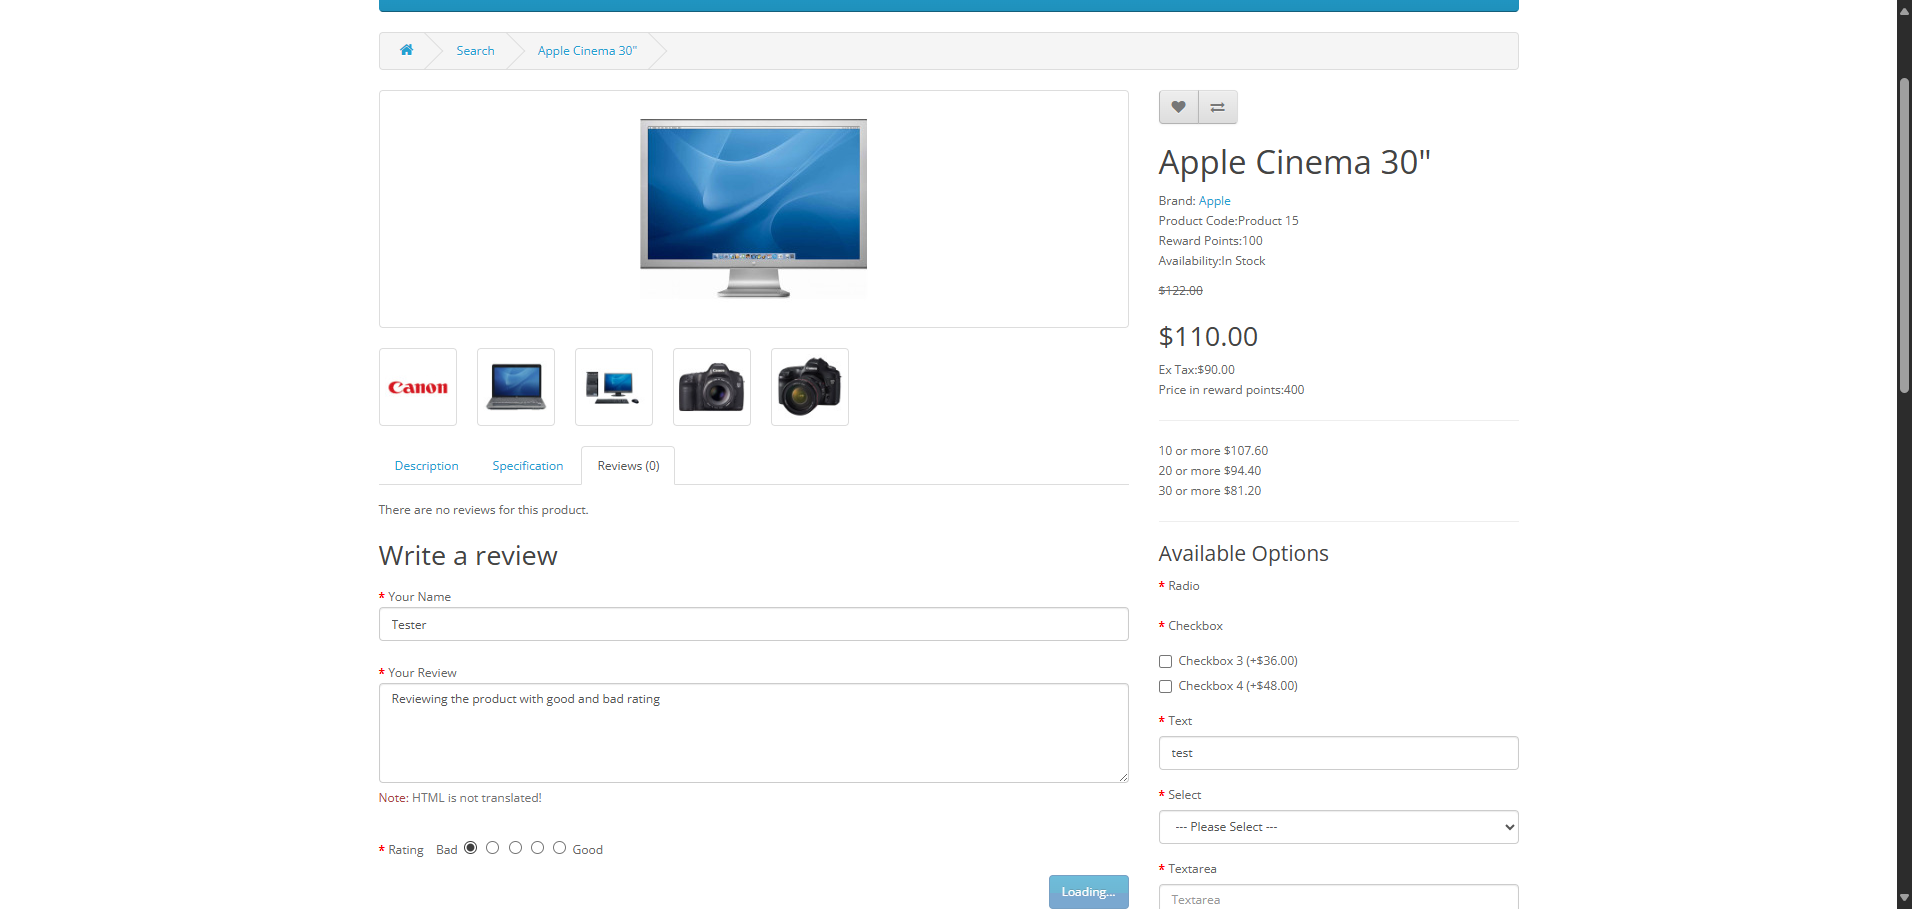 Search
Apple Cinema 30"
Canon
Description
Specification
Reviews (0)
There are no reviews for this product.
Write a review
* Your Name
Tester
* Your Review
Reviewing the product with good and bad rating
Note: HTML is not translated!
* Rating Bad Good
Loading...
Apple Cinema 30"
Brand: Apple
Product Code:Product 15
Reward Points:100
Availability:In Stock
$122.00
$110.00
Ex Tax:$90.00
Price in reward points:400
10 or more $107.60
20 or more $94.40
30 or more $81.20
Available Options
* Radio
* Checkbox
Checkbox 3 (+$36.00)
Checkbox 4 (+$48.00)
* Text
test
* Select
--- Please Select ---
* Textarea
Textarea